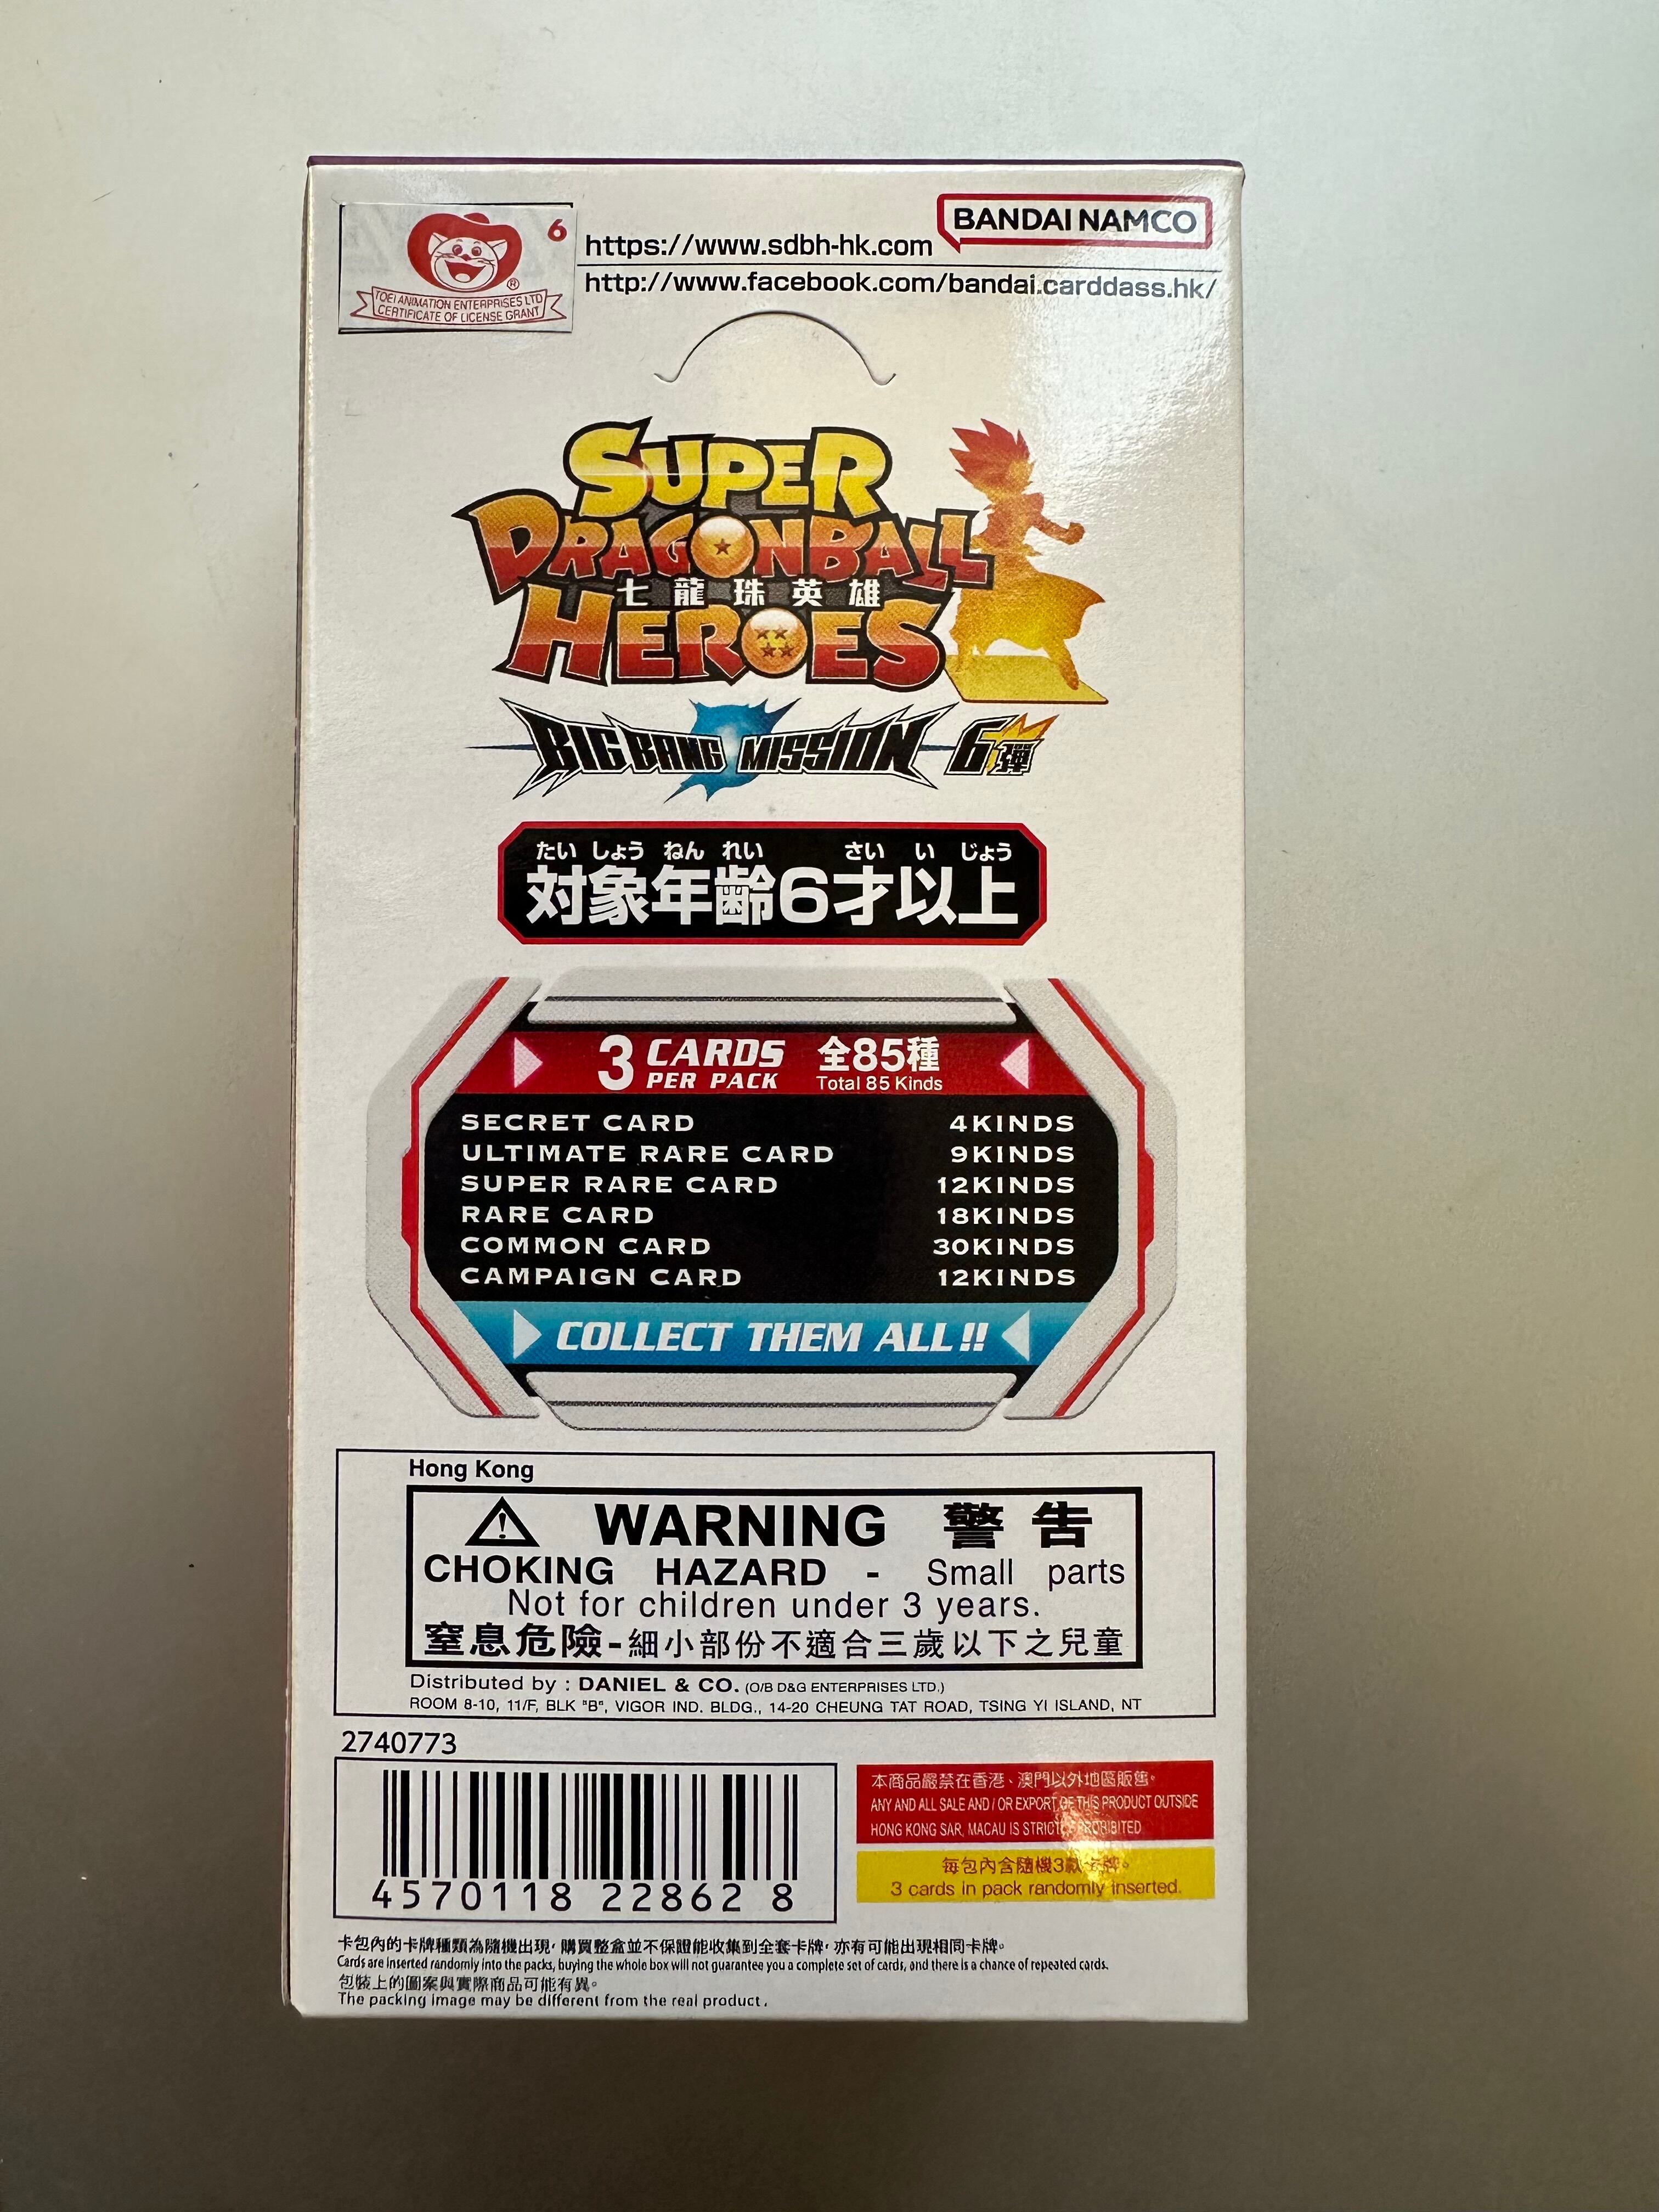 6
®
TOEI ANIMATION ENTERPRISES LTD
CERTIFICATE OF LICENSE GRANT
https://www.sdbh-hk.com
BANDAI NAMCO
http://www.facebook.com/bandai.carddass.hk/
SUPER
DRAGONBALL
七龍珠英雄
HEROES
BIG BANG MISSION 6彈
たいしょうねんれい さいいじょう
対象年齢6才以上
3 CARDS PER PACK 全85種
Total 85 Kinds
SECRET CARD 4KINDS
ULTIMATE RARE CARD 9KINDS
SUPER RARE CARD 12KINDS
RARE CARD 18KINDS
COMMON CARD 30KINDS
CAMPAIGN CARD 12KINDS
COLLECT THEM ALL!!
Hong Kong
WARNING 警告
CHOKING HAZARD - Small parts
Not for children under 3 years.
窒息危險-細小部份不適合三歲以下之兒童
Distributed by : DANIEL & CO. (O/B D&G ENTERPRISES LTD.)
ROOM 8-10, 11/F, BLK "B", VIGOR IND. BLDG., 14-20 CHEUNG TAT ROAD, TSING YI ISLAND, NT
2740773
4570118 22862 8
本商品嚴禁在香港、澳門以外地區販售。
ANY AND ALL SALE AND / OR EXPORT OF THIS PRODUCT OUTSIDE
HONG KONG SAR, MACAU IS STRICTLY PROHIBITED
每包內含隨機3款卡牌。
3 cards in pack randomly inserted.
卡包內的卡牌種類為隨機出現，購買整盒並不保證能收集到全套卡牌，亦有可能出現相同卡牌。
Cards are inserted randomly into the packs, buying the whole box will not guarantee you a complete set of cards, and there is a chance of repeated cards.
包裝上的圖案與實際商品可能有異。
The packing image may be different from the real product.